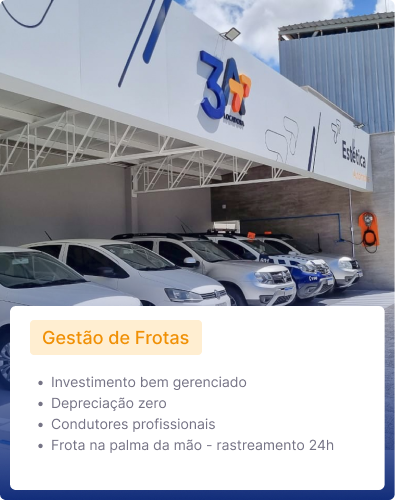 3A
LOCADORA
Estética
Gestão de Frotas
• Investimento bem gerenciado
• Depreciação zero
• Condutores profissionais
• Frota na palma da mão - rastreamento 24h